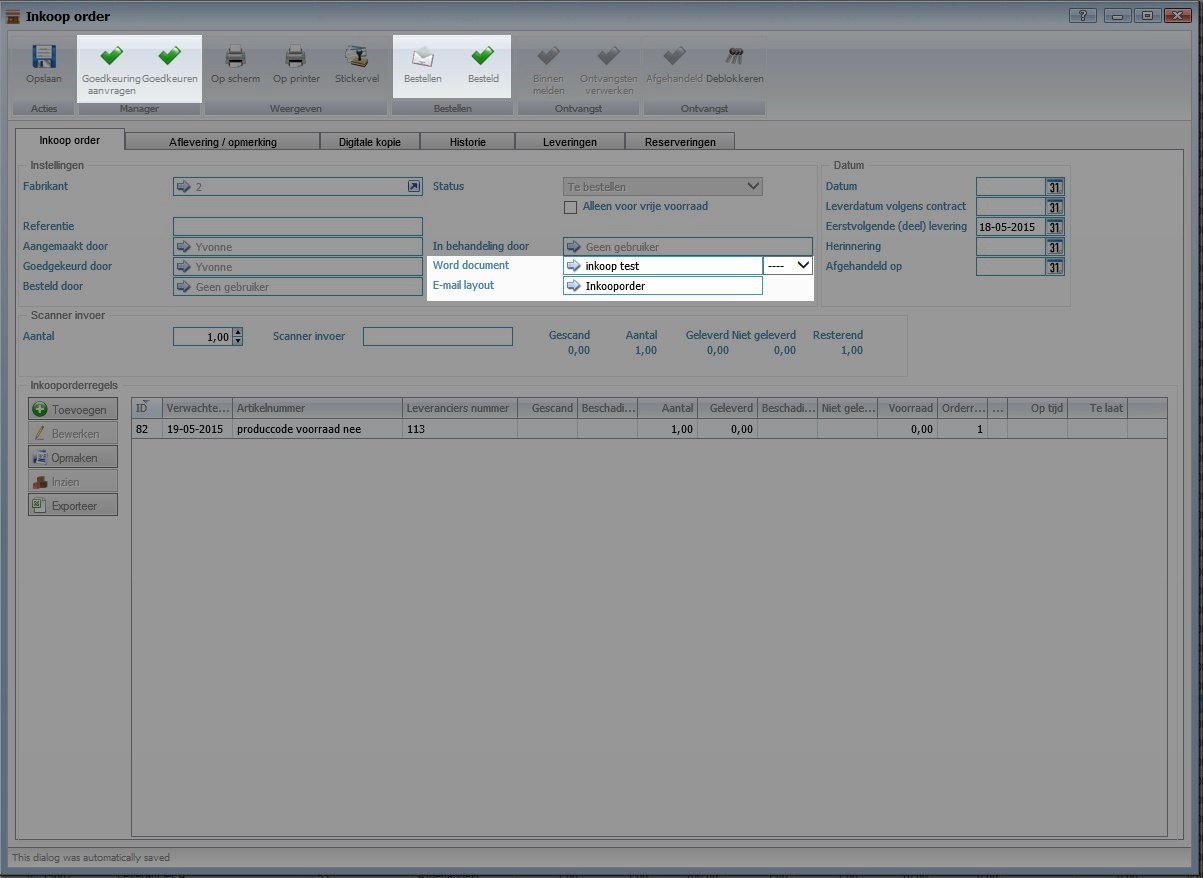 Inkoop order
Opslaan
Goedkeuring aanvragen
Goedkeuren
Op scherm
Op printer
Stickervel
Bestellen
Besteld
Binnen melden
Ontvangsten verwerken
Afgehandeld
Deblokkeren
Acties
Manager
Weergeven
Bestellen
Ontvangst
Ontvangst
Inkoop order
Aflevering / opmerking
Digitale kopie
Historie
Leveringen
Reserveringen
Instellingen
Fabrikant 2
Status Te bestellen
Alleen voor vrije voorraad
Referentie
Aangemaakt door Yvonne
In behandeling door Geen gebruiker
Goedgekeurd door Yvonne
Word document inkoop test ----
Besteld door Geen gebruiker
E-mail layout Inkooporder
Datum
Datum 31
Leverdatum volgens contract 31
Eerstvolgende (deel) levering 18-05-2015 31
Herinnering 31
Afgehandeld op 31
Scanner invoer
Aantal 1,00
Scanner invoer
Gescand Aantal Geleverd Niet geleverd Resterend
0,00 1,00 0,00 0,00 1,00
Inkooporderregels
Toevoegen
Bewerken
Opmaken
Inzien
Exporteer
ID Verwachte... Artikelnummer Leveranciers nummer Gescand Beschadi... Aantal Geleverd Beschadi... Niet gele... Voorraad Orderr... ... Op tijd Te laat
82 19-05-2015 produccode voorraad nee 113 1,00 0,00 0,00 1
This dialog was automatically saved